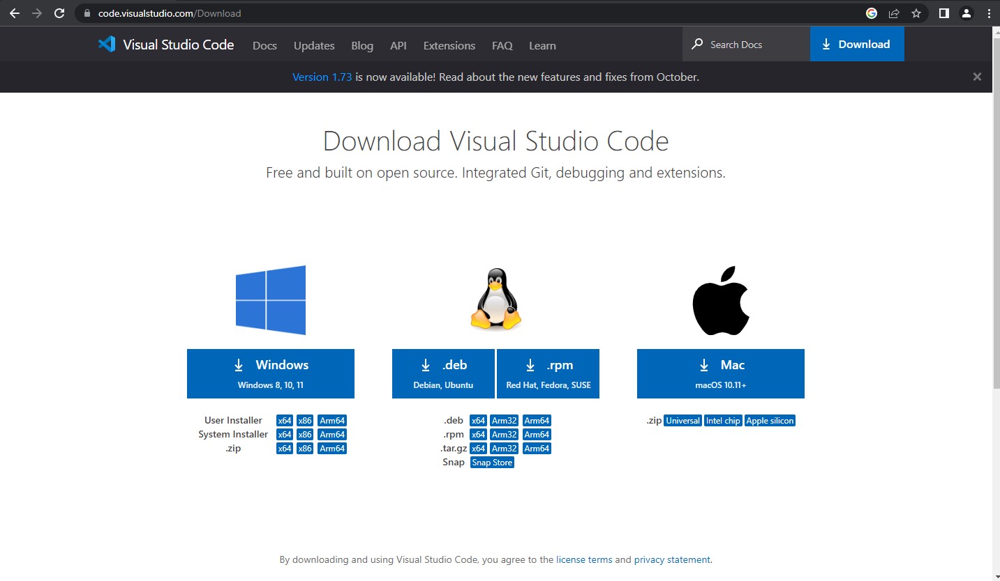 code.visualstudio.com/Download
Visual Studio Code Docs Updates Blog API Extensions FAQ Learn Search Docs Download
Version 1.73 is now available! Read about the new features and fixes from October.
Download Visual Studio Code
Free and built on open source. Integrated Git, debugging and extensions.
Windows
Windows 8, 10, 11
User Installer x64 x86 Arm64
System Installer x64 x86 Arm64
.zip x64 x86 Arm64
.deb
Debian, Ubuntu
.rpm
Red Hat, Fedora, SUSE
.deb x64 Arm32 Arm64
.rpm x64 Arm32 Arm64
.tar.gz x64 Arm32 Arm64
Snap Snap Store
Mac
macOS 10.11+
.zip Universal Intel chip Apple silicon
By downloading and using Visual Studio Code, you agree to the license terms and privacy statement.